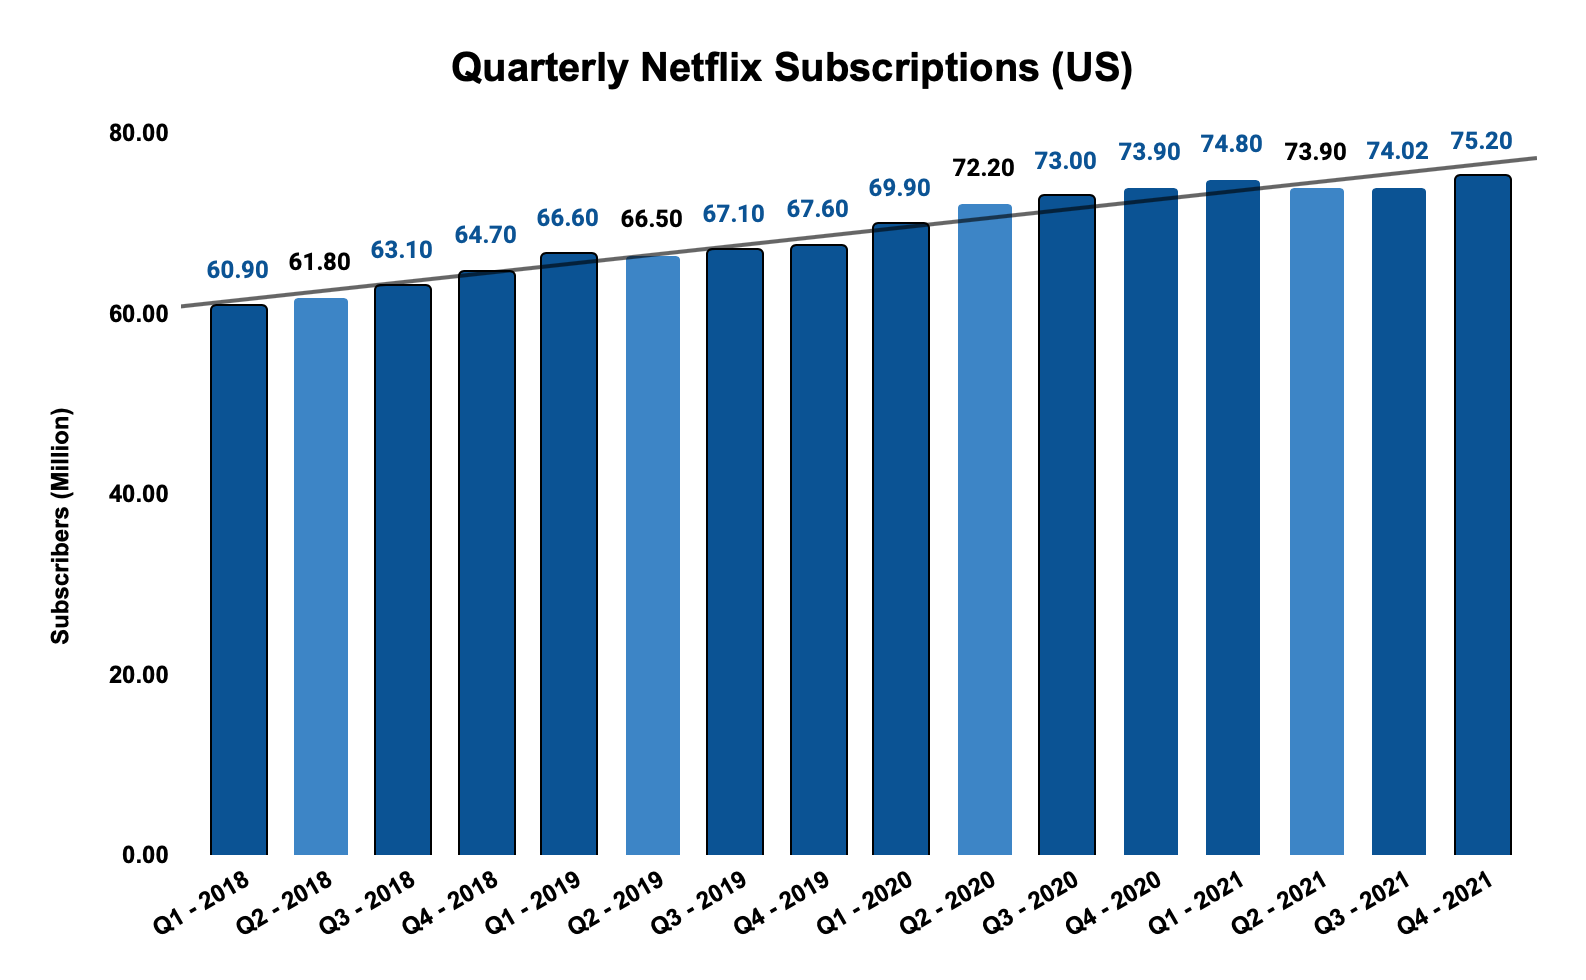 Quarterly Netflix Subscriptions (US)
80.00
60.00
40.00
20.00
0.00
Subscribers (Million)
60.90
61.80
63.10
64.70
66.60
66.50
67.10
67.60
69.90
72.20
73.00
73.90
74.80
73.90
74.02
75.20
Q1 - 2018
Q2 - 2018
Q3 - 2018
Q4 - 2018
Q1 - 2019
Q2 - 2019
Q3 - 2019
Q4 - 2019
Q1 - 2020
Q2 - 2020
Q3 - 2020
Q4 - 2020
Q1 - 2021
Q2 - 2021
Q3 - 2021
Q4 - 2021